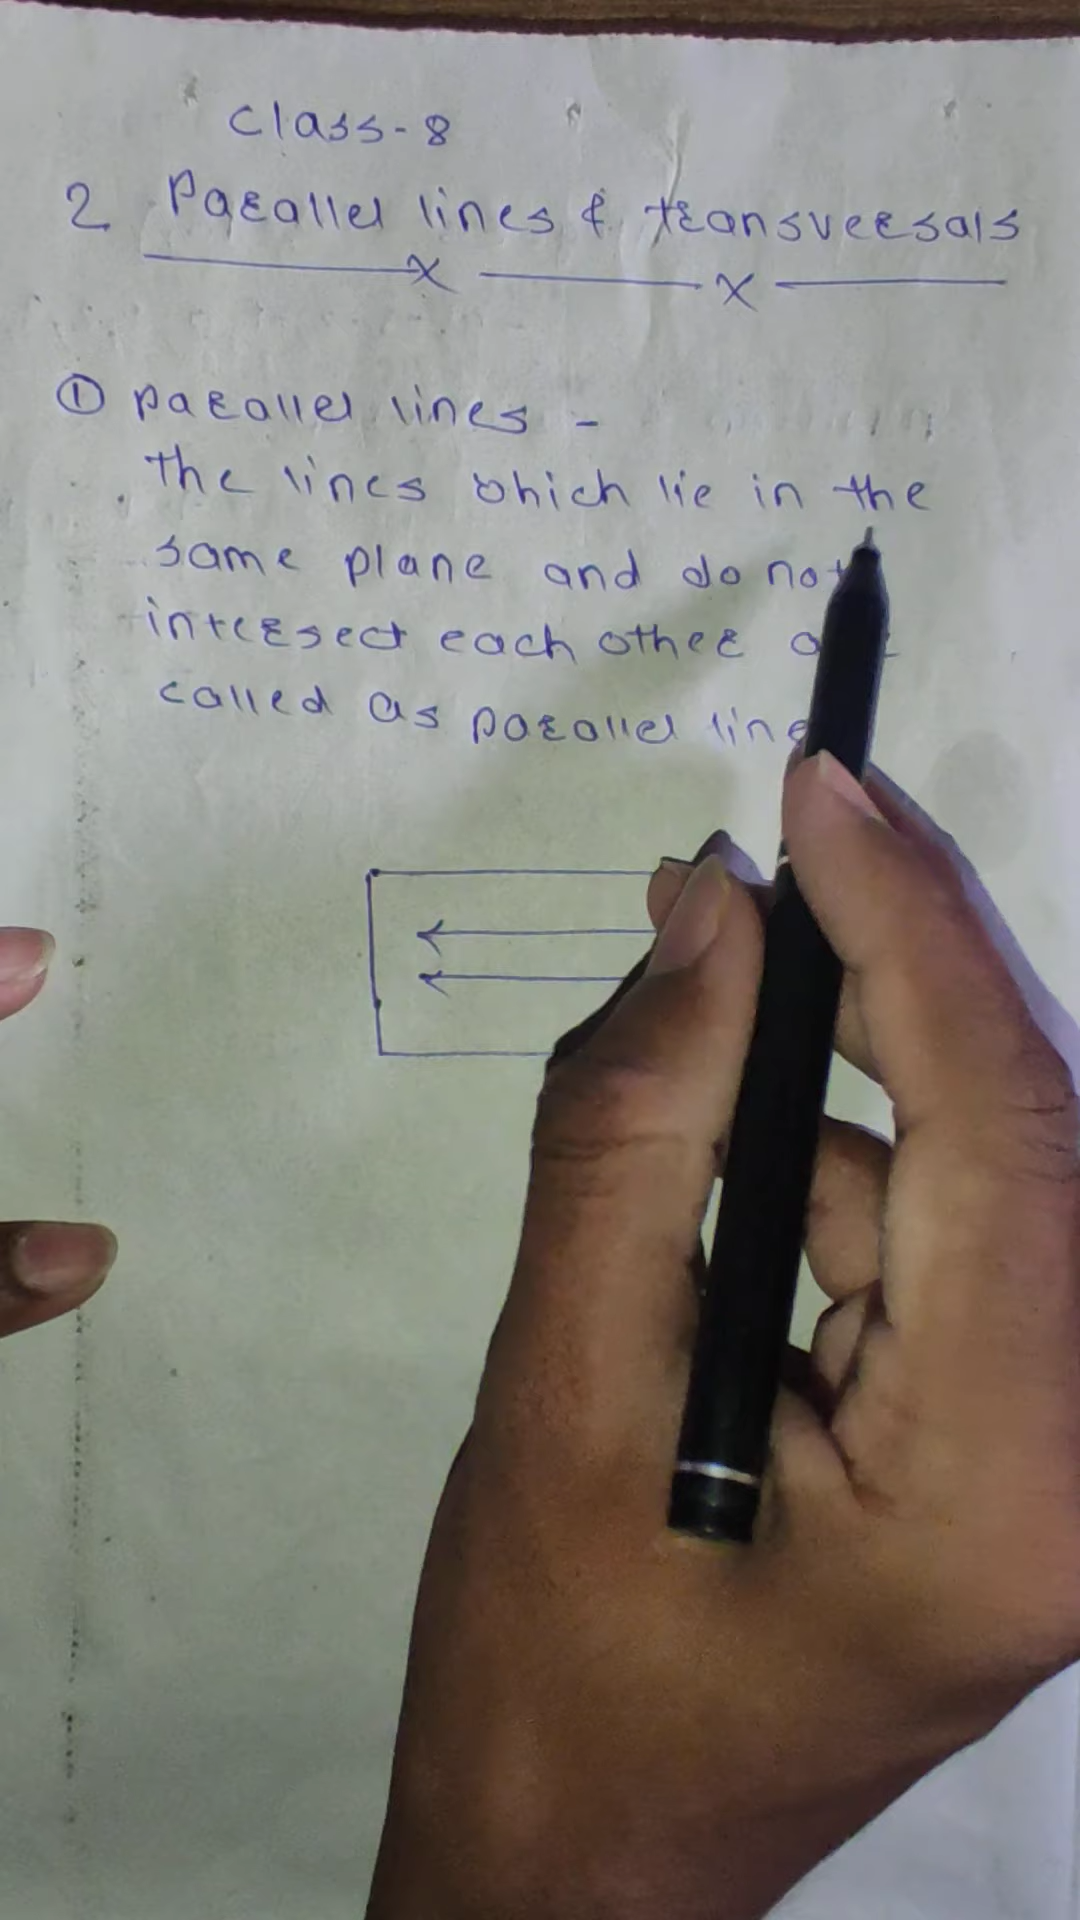 Class-8
2 Parallel lines & transversals
① parallel lines -
the lines which lie in the
same plane and do not
intersect each other
called as parallel line